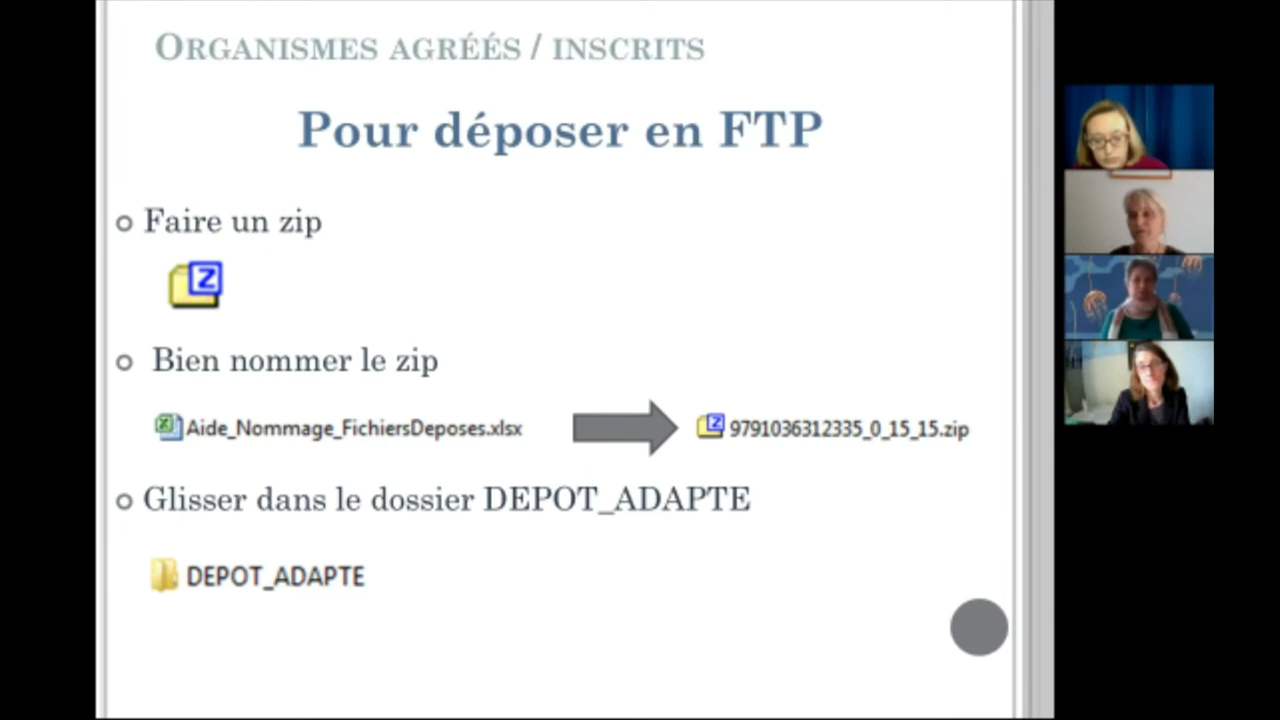 ORGANISMES AGRÉÉS / INSCRITS
Pour déposer en FTP
Faire un zip
Z
Bien nommer le zip
Aide_Nommage_FichiersDeposes.xlsx
Z
9791036312335_0_15_15.zip
Glisser dans le dossier DEPOT_ADAPTE
DEPOT_ADAPTE